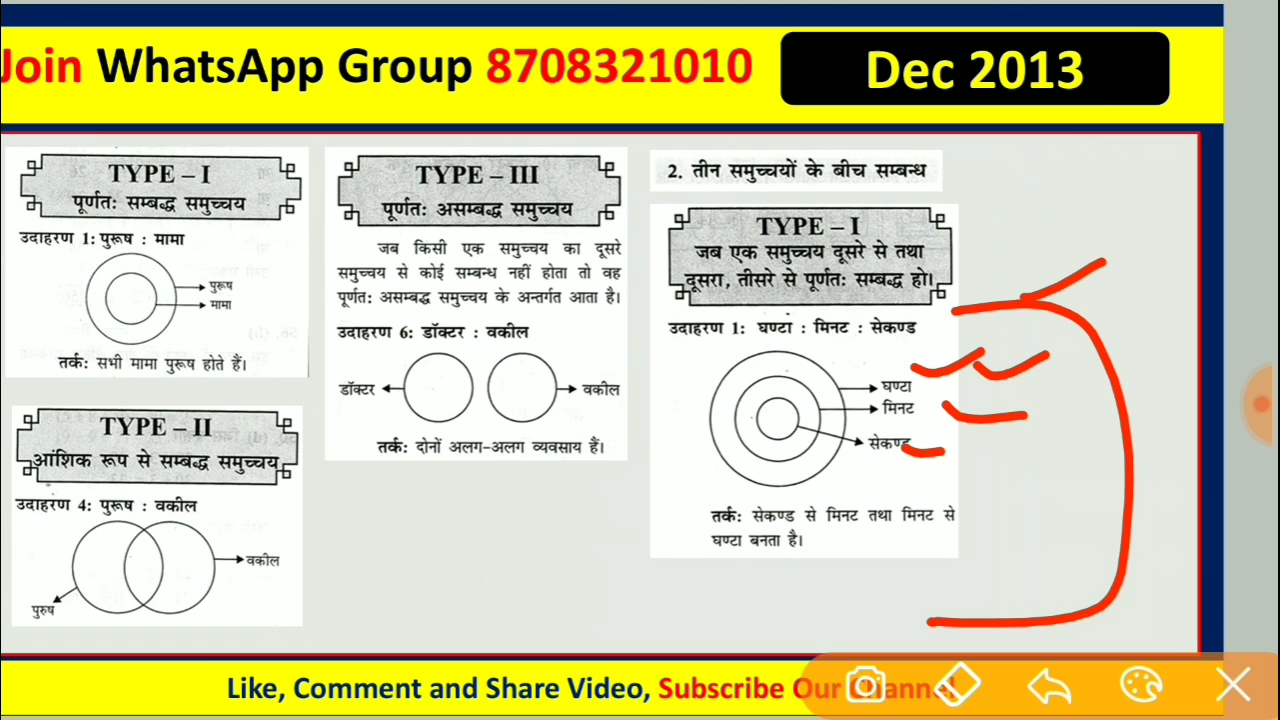 Join WhatsApp Group 8708321010
Dec 2013
TYPE – I
पूर्णतः सम्बद्ध समुच्चय
उदाहरण 1: पुरूष : मामा
पुरूष
मामा
तर्कः सभी मामा पुरूष होते हैं।
TYPE – II
आंशिक रूप से सम्बद्ध समुच्चय
उदाहरण 4: पुरूष : वकील
वकील
पुरुष
TYPE – III
पूर्णतः असम्बद्ध समुच्चय
जब किसी एक समुच्चय का दूसरे
समुच्चय से कोई सम्बन्ध नहीं होता तो वह
पूर्णतः असम्बद्ध समुच्चय के अन्तर्गत आता है।
उदाहरण 6: डॉक्टर : वकील
डॉक्टर
वकील
तर्कः दोनों अलग-अलग व्यवसाय हैं।
2. तीन समुच्चयों के बीच सम्बन्ध
TYPE – I
जब एक समुच्चय दूसरे से तथा
दूसरा, तीसरे से पूर्णतः सम्बद्ध हो।
उदाहरण 1: घण्टा : मिनट : सेकण्ड
घण्टा
मिनट
सेकण्ड
तर्कः सेकण्ड से मिनट तथा मिनट से
घण्टा बनता है।
Like, Comment and Share Video, Subscribe Our Channel